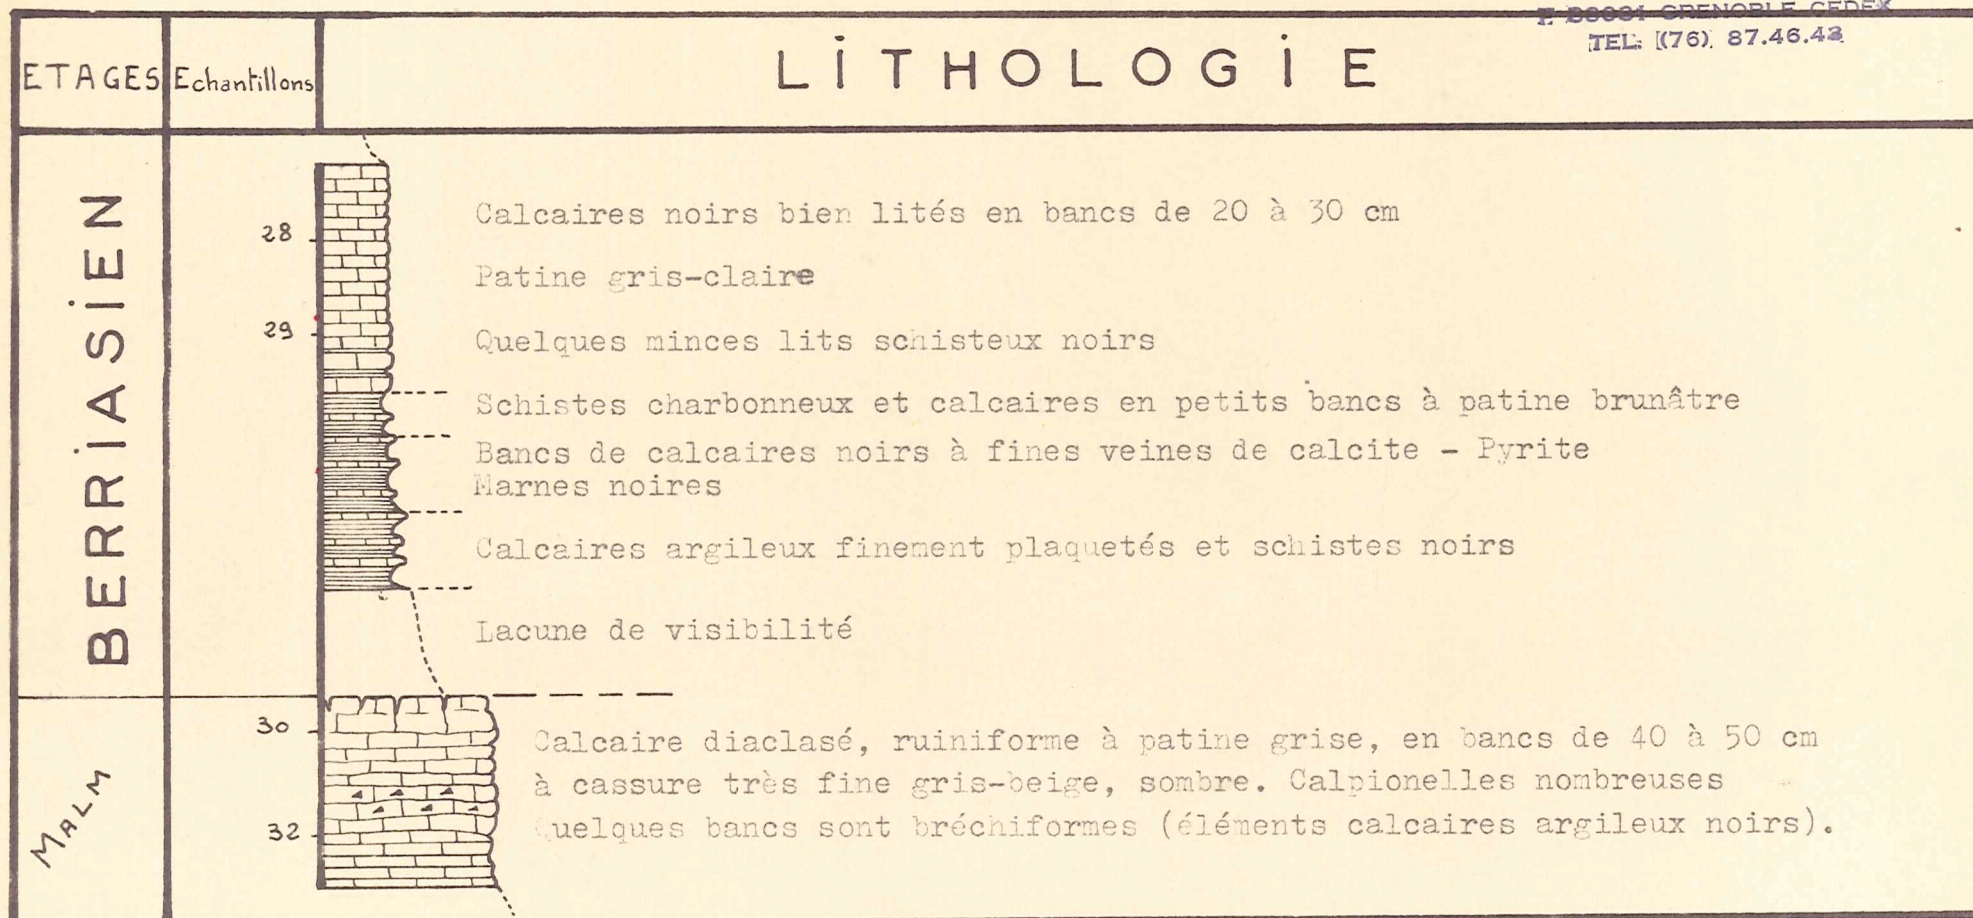 GRENOBLE CEDEX
TEL: (76) 87.46.43
ETAGES
Echantillons
LITHOLOGIE
BERRIASIEN
28
Calcaires noirs bien lités en bancs de 20 à 30 cm
Patine gris-claire
29
Quelques minces lits schisteux noirs
Schistes charbonneux et calcaires en petits bancs à patine brunâtre
Bancs de calcaires noirs à fines veines de calcite - Pyrite
Marnes noires
Calcaires argileux finement plaquetés et schistes noirs
Lacune de visibilité
MALM
30
Calcaire diaclasé, ruiniforme à patine grise, en bancs de 40 à 50 cm
à cassure très fine gris-beige, sombre. Calpionelles nombreuses
32
Quelques bancs sont bréchiformes (éléments calcaires argileux noirs).